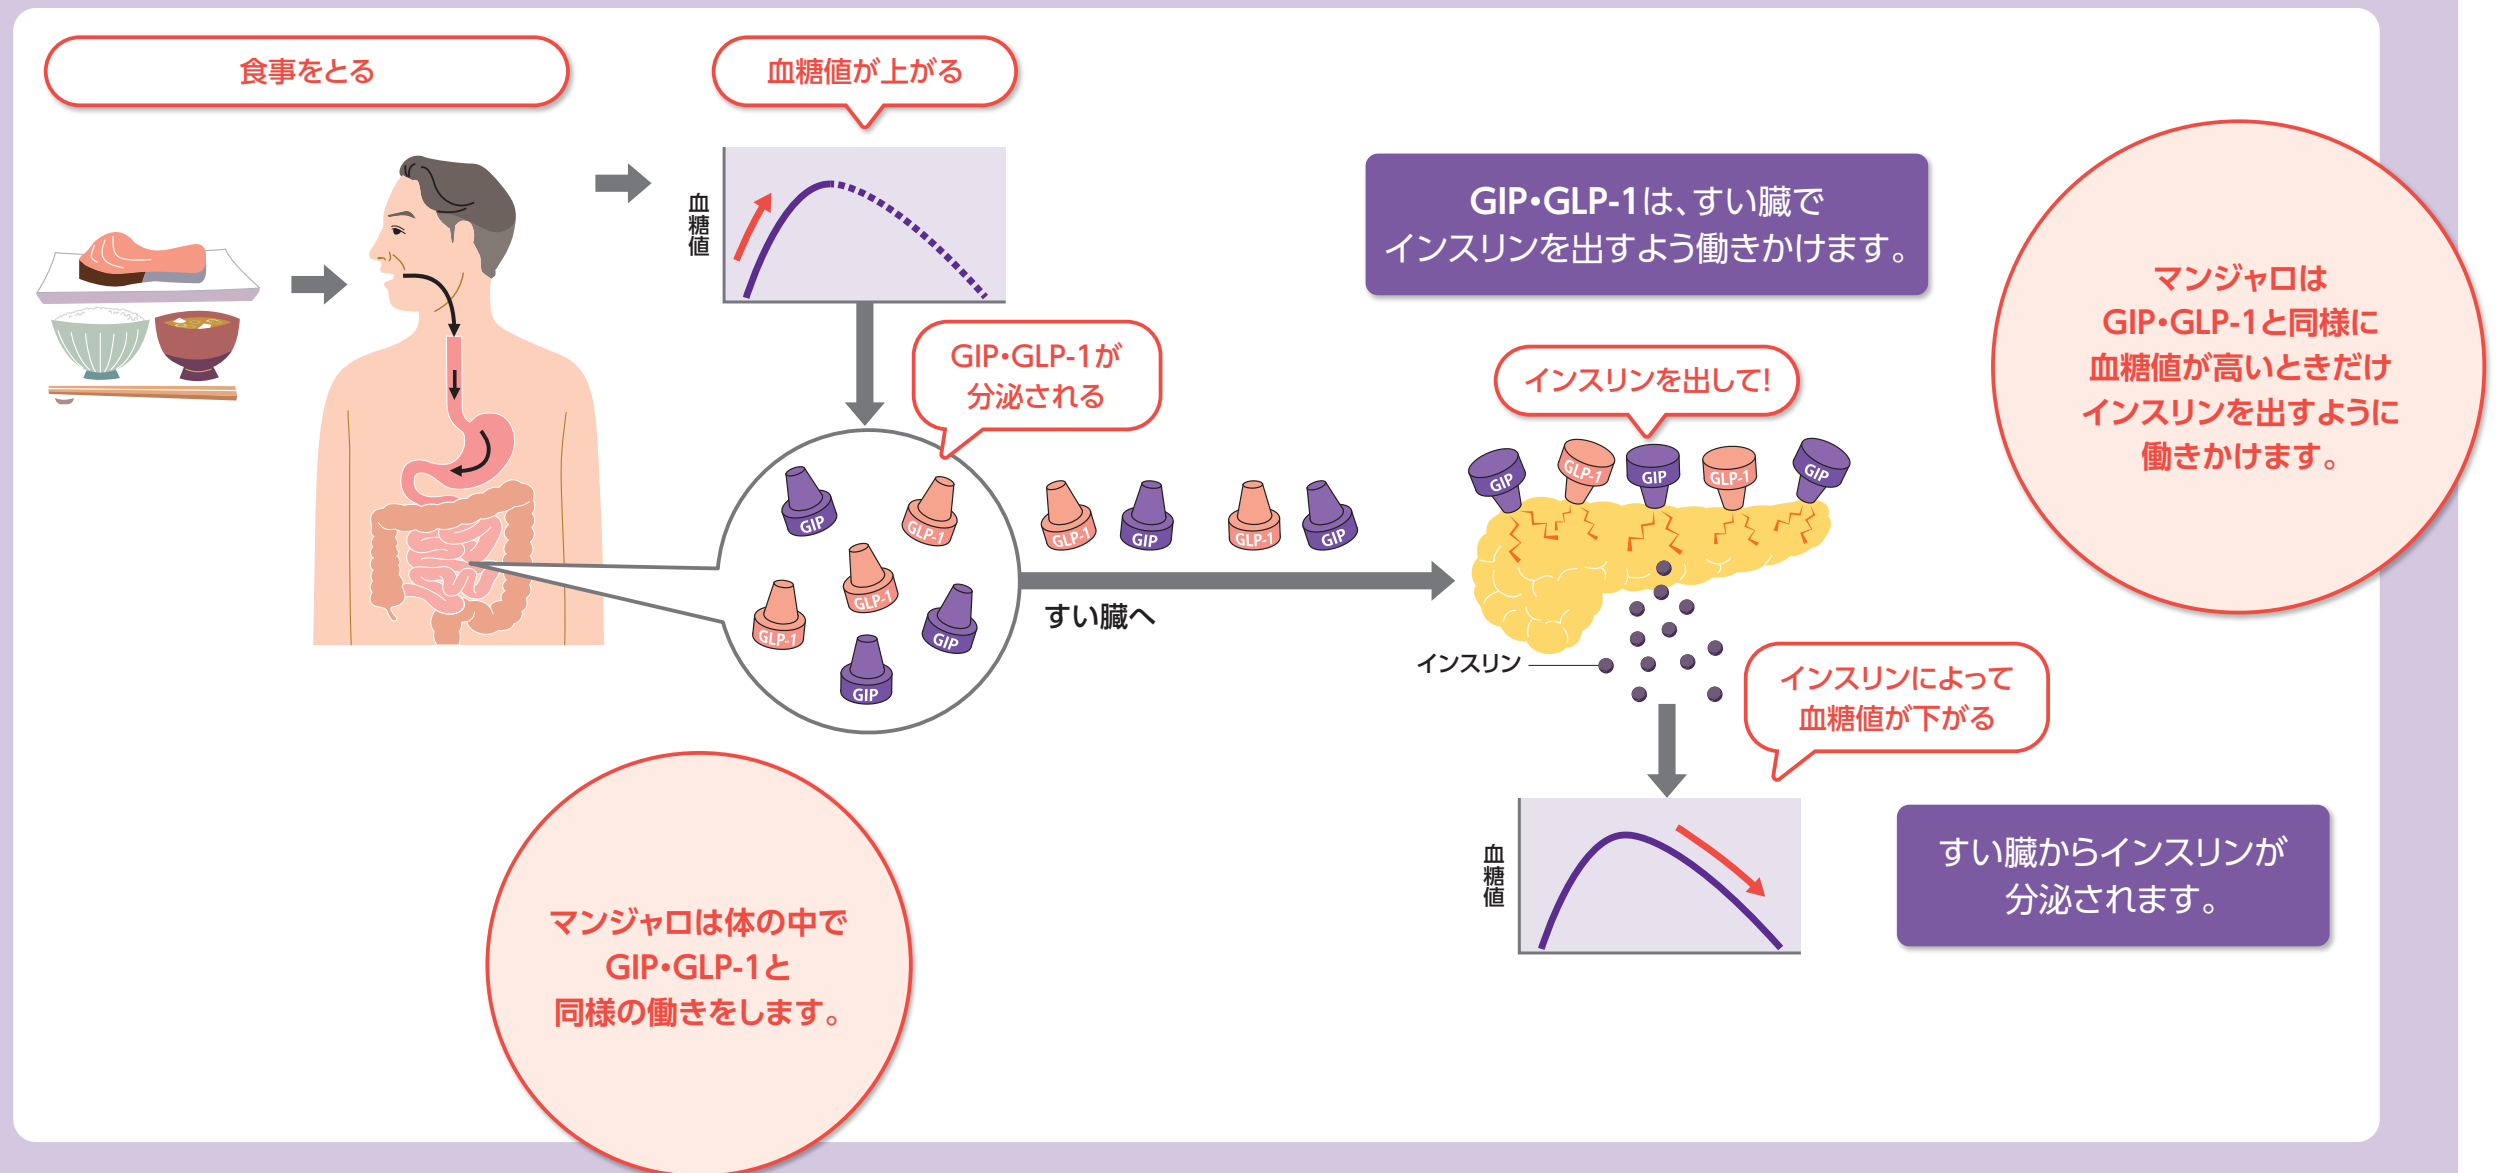 食事をとる
血糖値が上がる
血糖値
GIP・GLP-1が
分泌される
GIP
GLP-1
GLP-1
GLP-1
GIP
GIP
GLP-1
GIP
GLP-1
GIP
すい臓へ
GIP・GLP-1は、すい臓で
インスリンを出すよう働きかけます。
インスリンを出して!
GIP
GLP-1
GIP
GLP-1
GIP
インスリン
インスリンによって
血糖値が下がる
血糖値
すい臓からインスリンが
分泌されます。
マンジャロは
GIP・GLP-1と同様に
血糖値が高いときだけ
インスリンを出すように
働きかけます。
マンジャロは体の中で
GIP・GLP-1と
同様の働きをします。